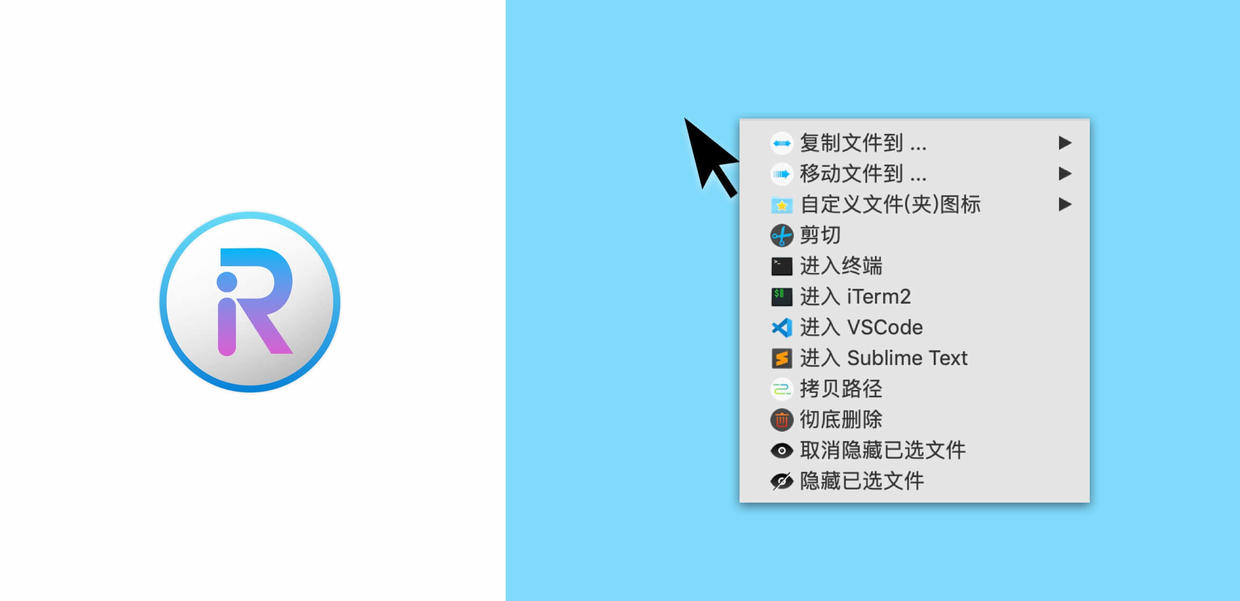 iR
复制文件到 ...
移动文件到 ...
自定义文件(夹)图标
剪切
进入终端
进入 iTerm2
进入 VSCode
进入 Sublime Text
拷贝路径
彻底删除
取消隐藏已选文件
隐藏已选文件